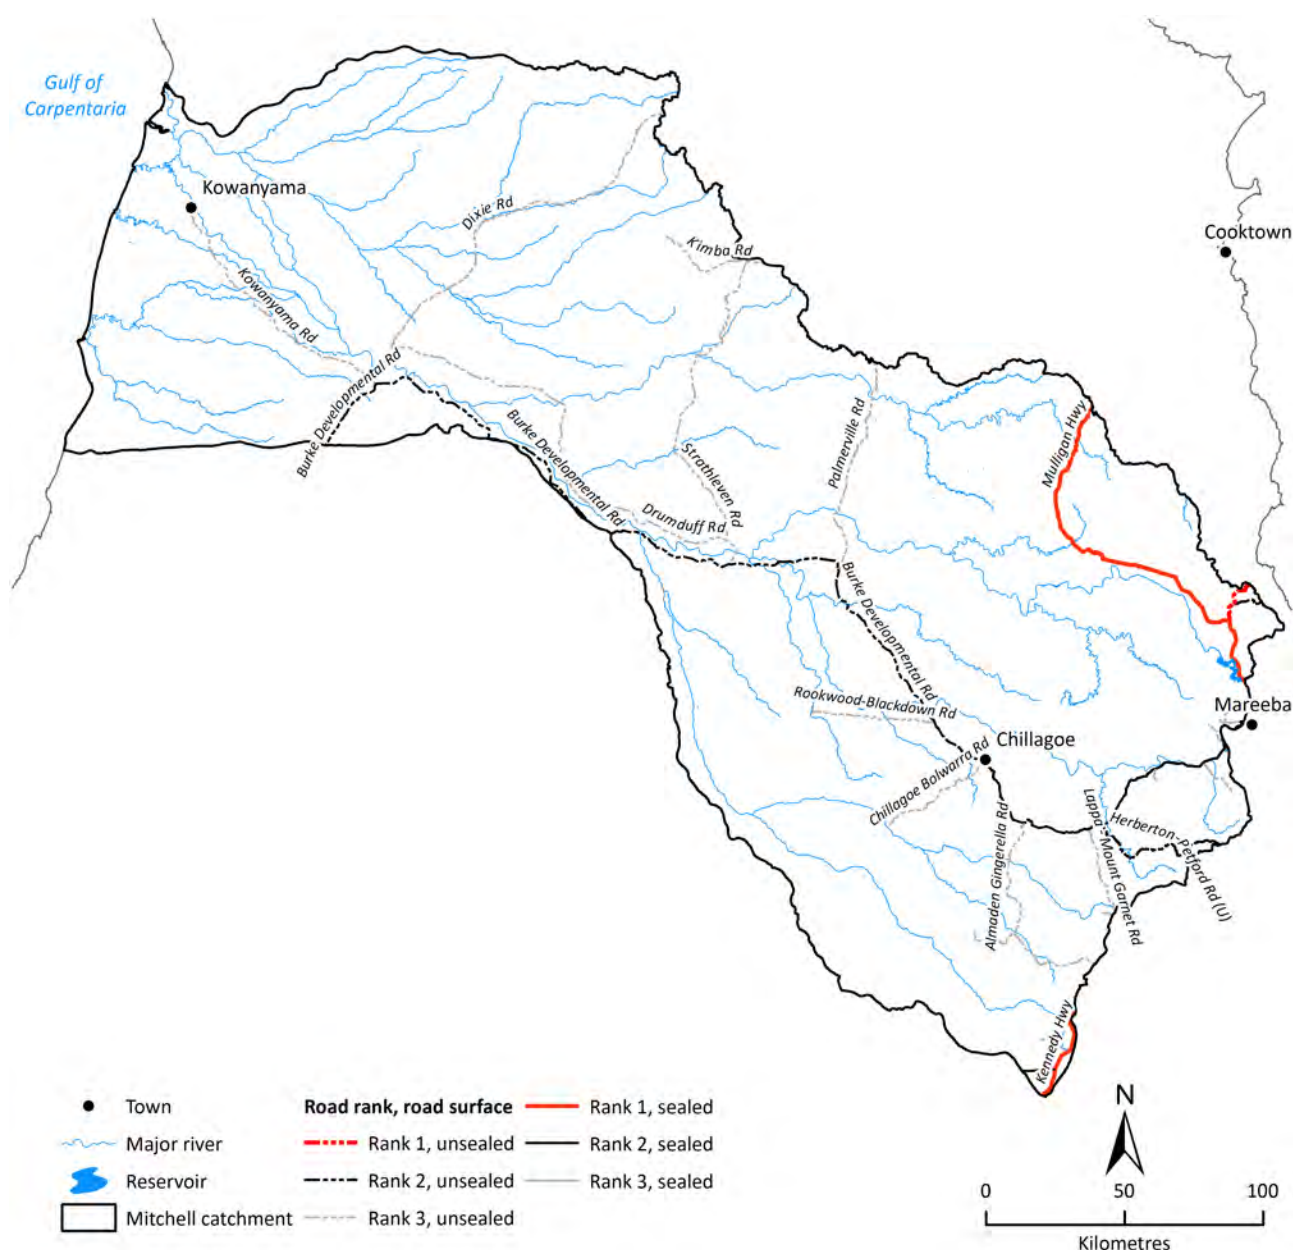 Gulf of
Carpentaria
Kowanyama
Dixie Rd
Kimba Rd
Cooktown
Kowanyama Rd
Burke Developmental Rd
Burke Developmental Rd
Strathleven Rd
Drumduff Rd
Palmerville Rd
Mulligan Hwy
Burke Developmental Rd
Rookwood-Blackdown Rd
Mareeba
Chillagoe
Chillagoe Bolwarra Rd
Almaden Gingerella Rd
Lappa - Mount Garnet Rd
Herberton-Petford Rd (U)
Kennedy Hwy
Town
Major river
Reservoir
Mitchell catchment
Road rank, road surface
Rank 1, unsealed
Rank 2, unsealed
Rank 3, unsealed
Rank 1, sealed
Rank 2, sealed
Rank 3, sealed
N
0 50 100
Kilometres